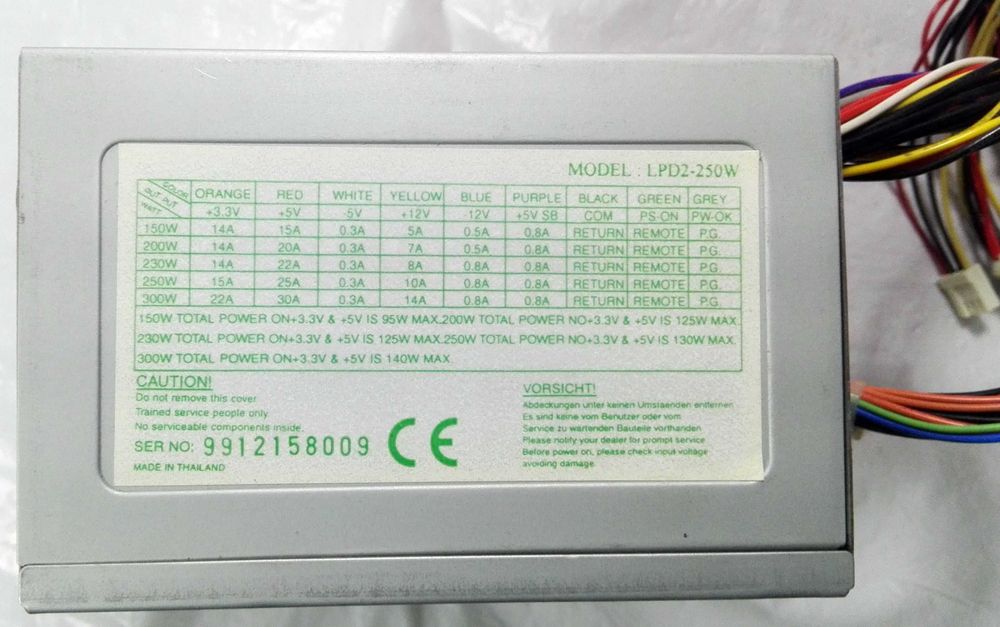 MODEL : LPD2-250W
COLOR OUT PUT WATT ORANGE RED WHITE YELLOW BLUE PURPLE BLACK GREEN GREY
+3.3V +5V -5V +12V 12V +5V SB COM PS-ON PW-OK
150W 14A 15A 0.3A 5A 0.5A 0.8A RETURN REMOTE P.G.
200W 14A 20A 0.3A 7A 0.5A 0.8A RETURN REMOTE P.G.
230W 14A 22A 0.3A 8A 0.8A 0.8A RETURN REMOTE P.G.
250W 15A 25A 0.3A 10A 0.8A 0.8A RETURN REMOTE P.G.
300W 22A 30A 0.3A 14A 0.8A 0.8A RETURN REMOTE P.G.
150W TOTAL POWER ON+3.3V & +5V IS 95W MAX.200W TOTAL POWER NO+3.3V & +5V IS 125W MAX.
230W TOTAL POWER ON+3.3V & +5V IS 125W MAX.250W TOTAL POWER NO+3.3V & +5V IS 130W MAX.
300W TOTAL POWER ON+3.3V & +5V IS 140W MAX.
CAUTION!
Do not remove this cover
Trained service people only.
No serviceable components inside.
SER NO: 9912158009
MADE IN THAILAND
CE
VORSICHT!
Abdeckungen unter keinen Umstaenden entfernen
Es sind keine vom Benutzer oder vom
Service zu wartenden Bauteile vorhanden
Please notify your dealer for prompt service
Before power on, please check input voltage
avoiding damage.